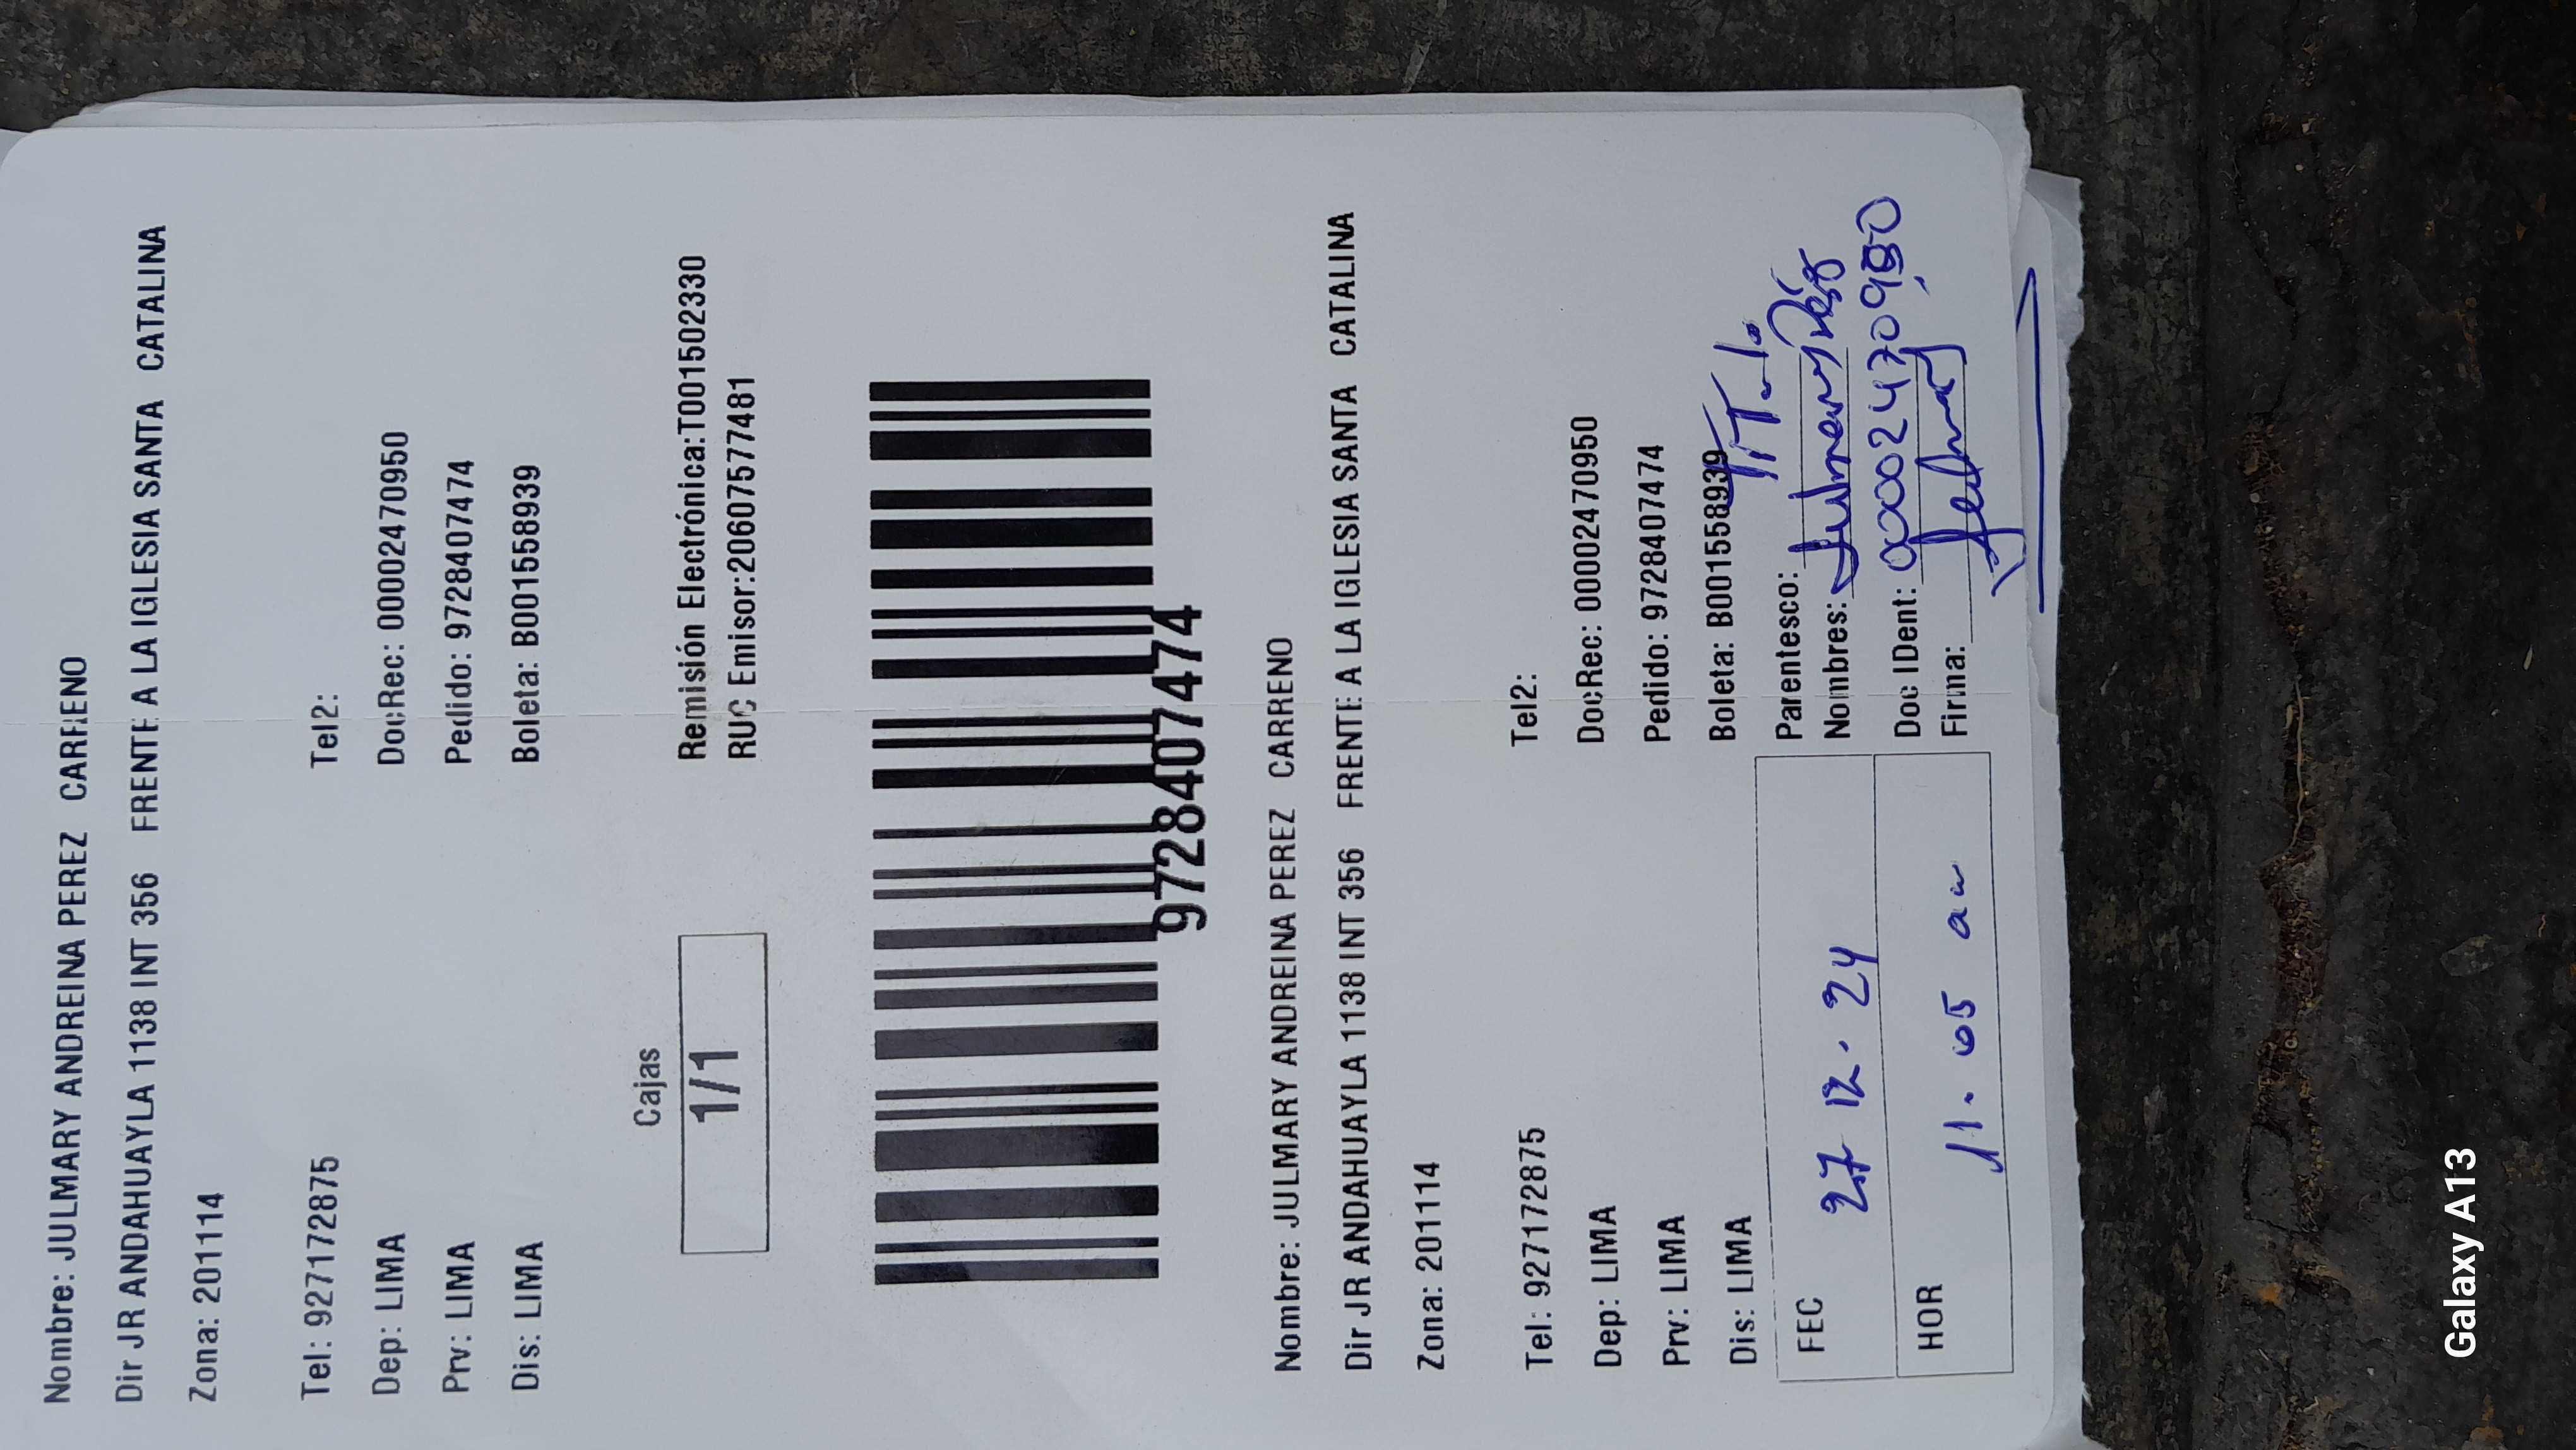 Nombre: JULMARY ANDREINA PEREZ CARRENO
Dir JR ANDAHUAYLA 1138 INT 356 FRENTE A LA IGLESIA SANTA CATALINA
Zona: 201114
Tel: 927172875 Tel2:
Dep: LIMA DocRec: 00002470950
Prv: LIMA Pedido: 9728407474
Dis: LIMA Boleta: B001558939
Cajas
1/1
Remisión Electrónica:T001502330
RUC Emisor:20607577481
9728407474
Nombre: JULMARY ANDREINA PEREZ CARRENO
Dir JR ANDAHUAYLA 1138 INT 356 FRENTE A LA IGLESIA SANTA CATALINA
Zona: 201114
Tel: 927172875 Tel2:
Dep: LIMA DocRec: 00002470950
Prv: LIMA Pedido: 9728407474
Dis: LIMA Boleta: B001558939
FEC 27 12. 24
Parentesco:
Nombres: Julmary
HOR 11.05 am
Doc IDent:
Firma:
Galaxy A13